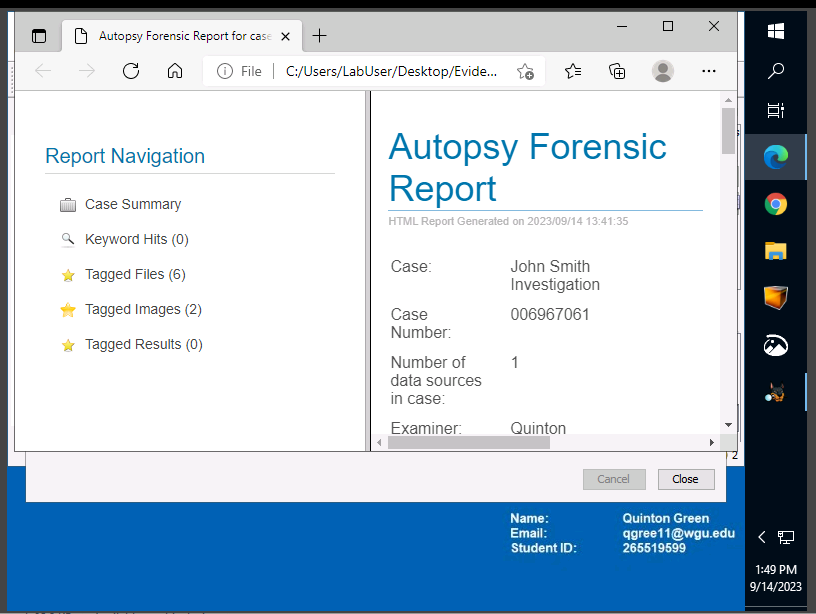 Autopsy Forensic Report for case
File
C:/Users/LabUser/Desktop/Evide...
Report Navigation
Case Summary
Keyword Hits (0)
Tagged Files (6)
Tagged Images (2)
Tagged Results (0)
Autopsy Forensic
Report
HTML Report Generated on 2023/09/14 13:41:35
Case: John Smith
Investigation
Case 006967061
Number:
Number of 1
data sources
in case:
Examiner: Quinton
2
Cancel Close
Name: Quinton Green
Email: qgree11@wgu.edu
Student ID: 265519599
1:49 PM
9/14/2023